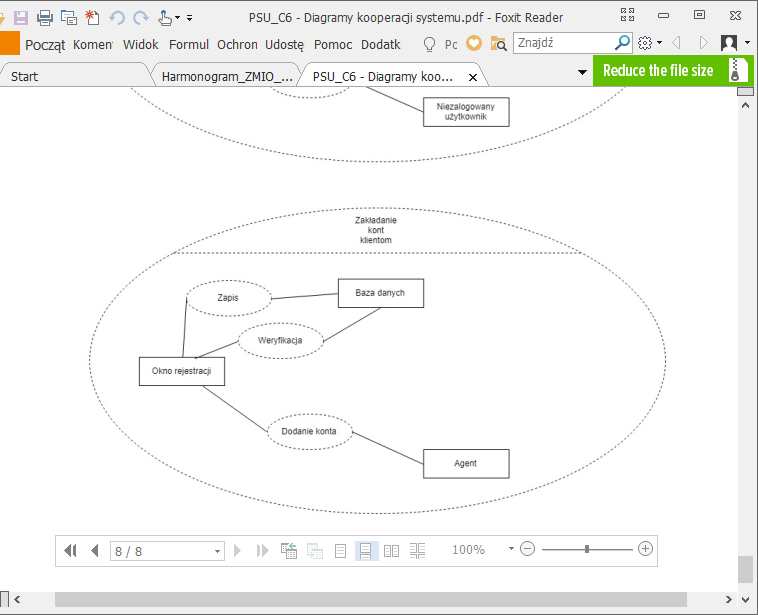 PSU_C6 - Diagramy kooperacji systemu.pdf - Foxit Reader
Począt Komen Widok Formul Ochron Udostę Pomoc Dodatk Po Znajdź
Start Harmonogram_ZMIO_... PSU_C6 - Diagramy koo... Reduce the file size
Niezalogowany
użytkownik
Zakładanie
kont
klientom
Zapis
Baza danych
Weryfikacja
Okno rejestracji
Dodanie konta
Agent
8 / 8 100%